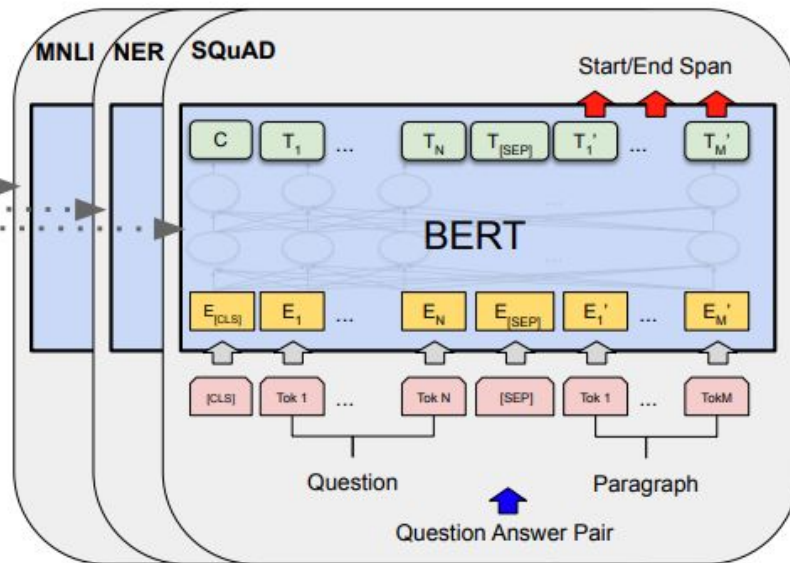 MNLI NER SQuAD
Start/End Span
C T1 ... TN T[SEP] T1' ... TM'
BERT
E[CLS] E1 ... EN E[SEP] E1' ... EM'
[CLS] Tok 1 ... Tok N [SEP] Tok 1 ... TokM
Question Paragraph
Question Answer Pair